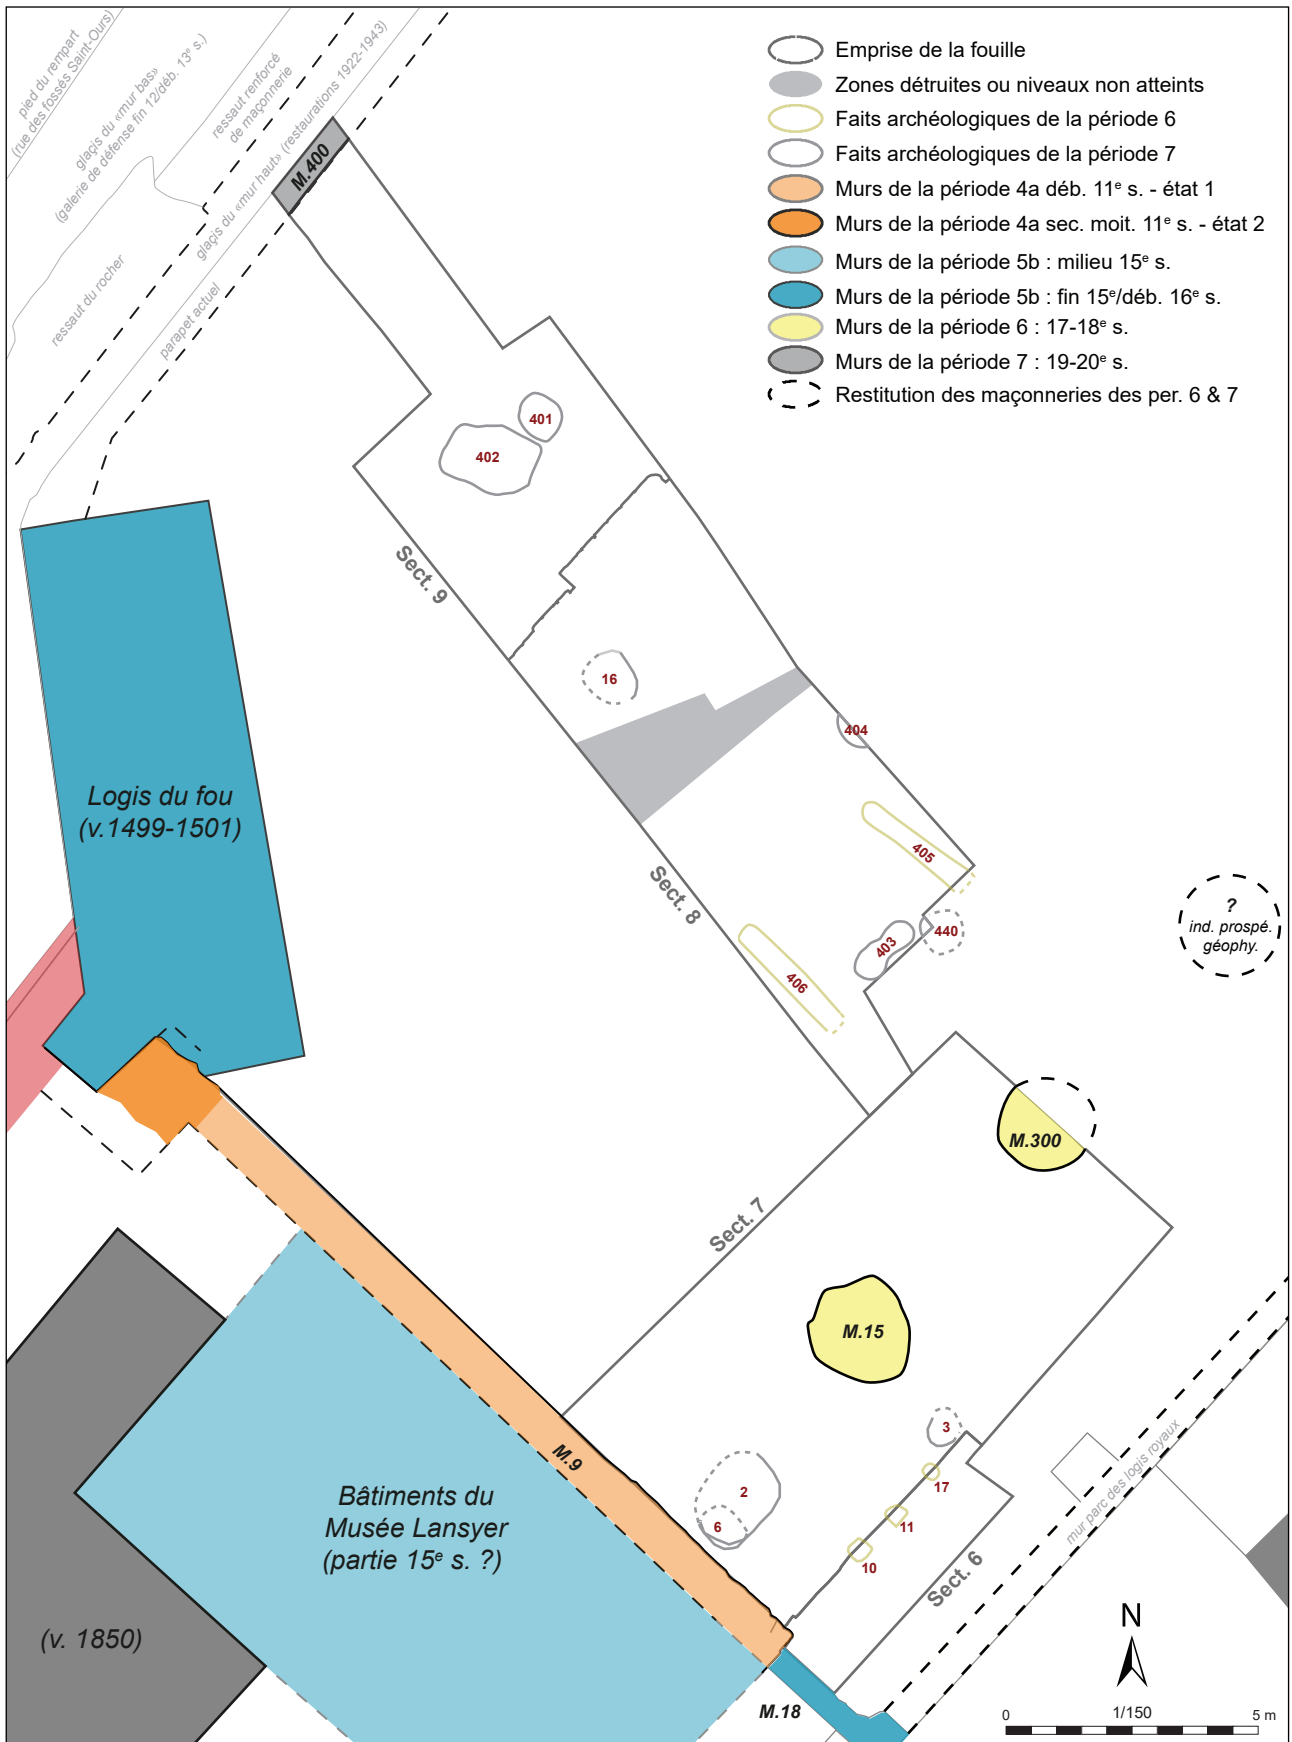 pied du rempart
(rue des fossés Saint-Ours)
glaçis du «mur bas»
(galerie de défense fin 12/déb. 13e s.)
ressaut renforcé
de maçonnerie
glaçis du «mur haut» (restaurations 1922-1943)
ressaut du rocher
parapet actuel
M.400
Emprise de la fouille
Zones détruites ou niveaux non atteints
Faits archéologiques de la période 6
Faits archéologiques de la période 7
Murs de la période 4a déb. 11e s. - état 1
Murs de la période 4a sec. moit. 11e s. - état 2
Murs de la période 5b : milieu 15e s.
Murs de la période 5b : fin 15e/déb. 16e s.
Murs de la période 6 : 17-18e s.
Murs de la période 7 : 19-20e s.
Restitution des maçonneries des per. 6 & 7
401
402
Sect. 9
16
404
Logis du fou
(v.1499-1501)
405
Sect. 8
?
ind. prospé.
géophy.
440
403
406
M.300
Sect. 7
M.15
3
M.9
17
2
6
11
10
Sect. 6
mur parc des logis royaux
Bâtiments du
Musée Lansyer
(partie 15e s. ?)
(v. 1850)
M.18
N
0
1/150
5 m